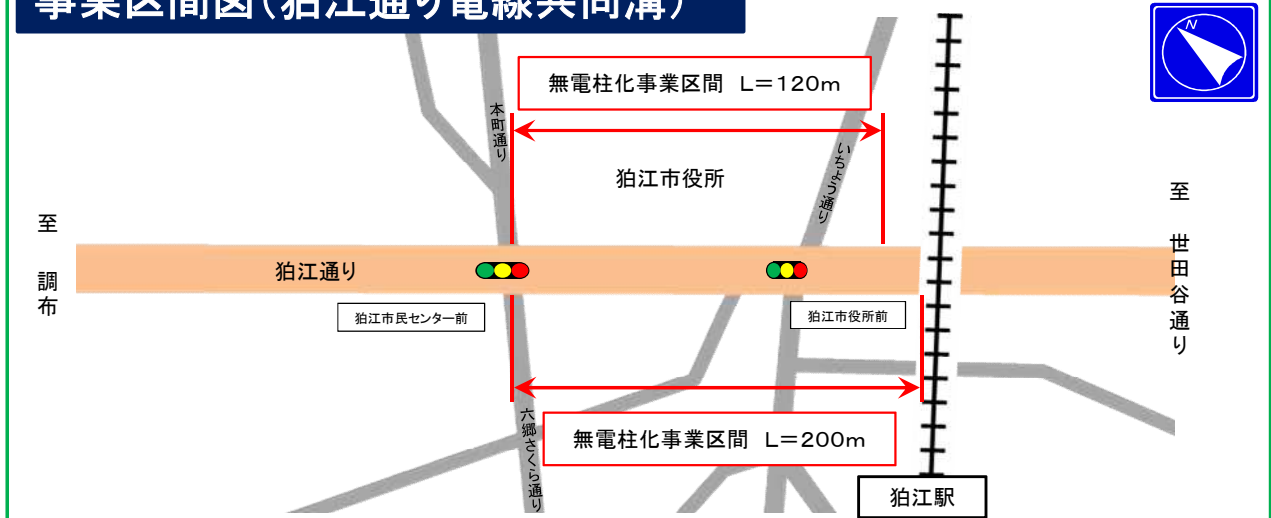 事業区間図(狛江通り電線共同溝)
N
無電柱化事業区間 L=120m
本町通り
いちょう通り
狛江市役所
至 調布
至 世田谷通り
狛江通り
狛江市民センター前
狛江市役所前
六郷さくら通り
無電柱化事業区間 L=200m
狛江駅